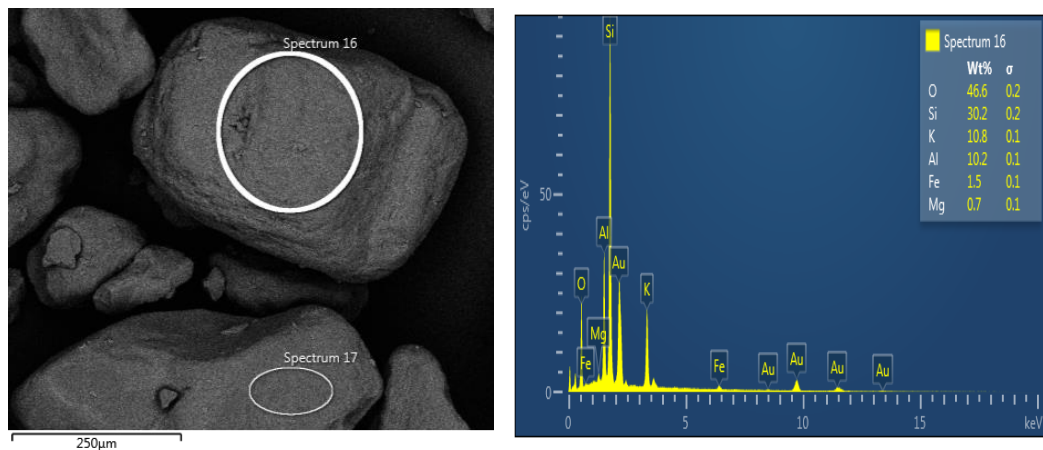 Spectrum 16
Spectrum 17
250µm
Si
Al
Au
O
K
Mg
Fe
Fe
Au
Au
Au
Au
cps/eV
50
0
0
5
10
15
keV
Spectrum 16
Wt% σ
O 46.6 0.2
Si 30.2 0.2
K 10.8 0.1
Al 10.2 0.1
Fe 1.5 0.1
Mg 0.7 0.1